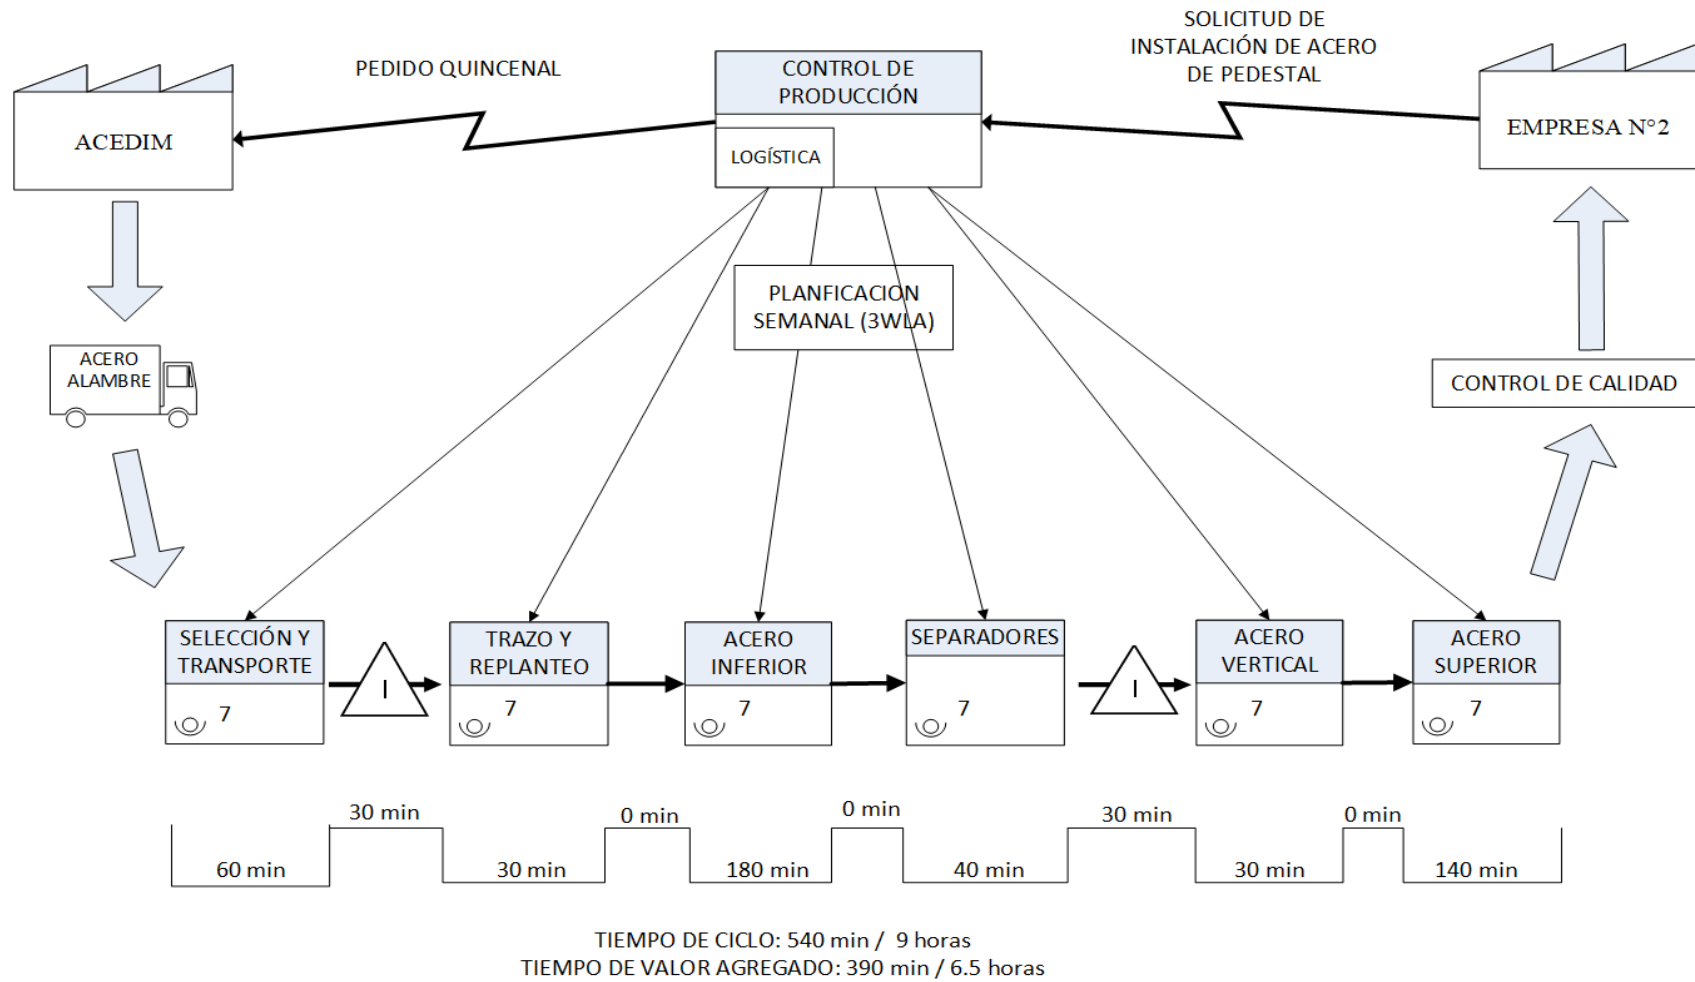 SOLICITUD DE
INSTALACIÓN DE ACERO
DE PEDESTAL
PEDIDO QUINCENAL
CONTROL DE
PRODUCCIÓN
LOGÍSTICA
ACEDIM
EMPRESA N°2
PLANFICACION
SEMANAL (3WLA)
ACERO
ALAMBRE
CONTROL DE CALIDAD
SELECCIÓN Y
TRANSPORTE
7
I
TRAZO Y
REPLANTEO
7
ACERO
INFERIOR
7
SEPARADORES
7
I
ACERO
VERTICAL
7
ACERO
SUPERIOR
7
30 min
0 min
0 min
30 min
0 min
60 min
30 min
180 min
40 min
30 min
140 min
TIEMPO DE CICLO: 540 min / 9 horas
TIEMPO DE VALOR AGREGADO: 390 min / 6.5 horas